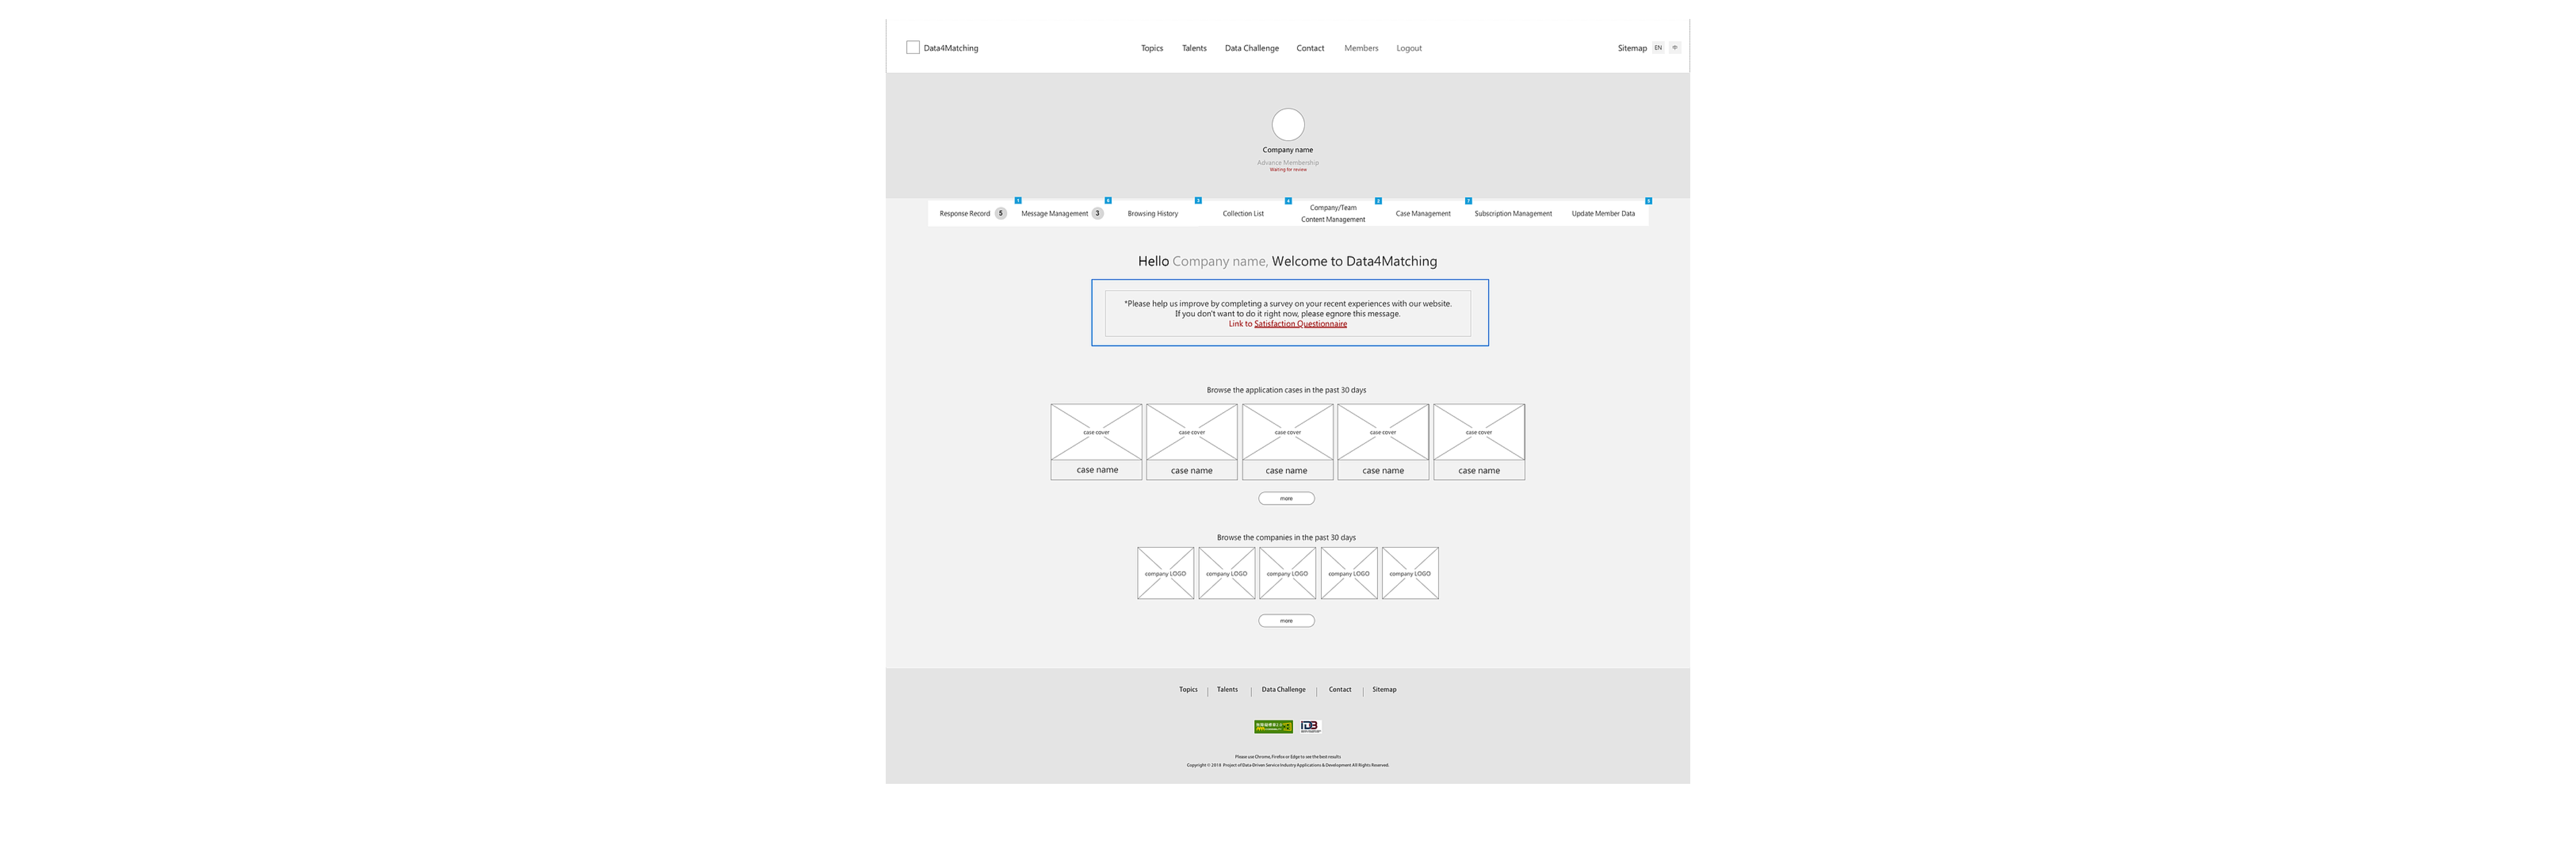 Data4Matching
Topics Talents Data Challenge Contact Members Logout
Sitemap EN 中
Company name
Advance Membership
Waiting for review
Response Record 5
Message Management 3
Browsing History
Collection List
Company/Team
Content Management
Case Management
Subscription Management
Update Member Data
Hello Company name, Welcome to Data4Matching
*Please help us improve by completing a survey on your recent experiences with our website.
If you don't want to do it right now, please egnore this message.
Link to Satisfaction Questionnaire
Browse the application cases in the past 30 days
case cover case cover case cover case cover case cover
case name case name case name case name case name
more
Browse the companies in the past 30 days
company LOGO company LOGO company LOGO company LOGO company LOGO
more
Topics | Talents | Data Challenge | Contact | Sitemap
IDB
Please use Chrome, Firefox or Edge to see the best results
Copyright © 2018 Project of Data-Driven Service Industry Applications & Development All Rights Reserved.